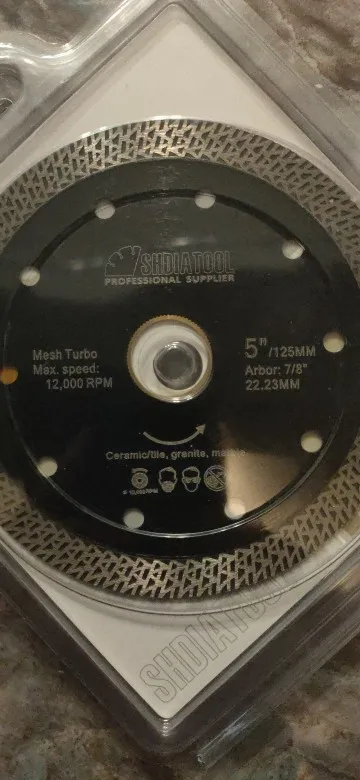 SHDIATOOL
PROFESSIONAL SUPPLIER
Mesh Turbo
Max. speed:
12,000 RPM
5"/125MM
Arbor: 7/8"
22.23MM
Ceramic/tile, granite, marble
SHDIATOOL